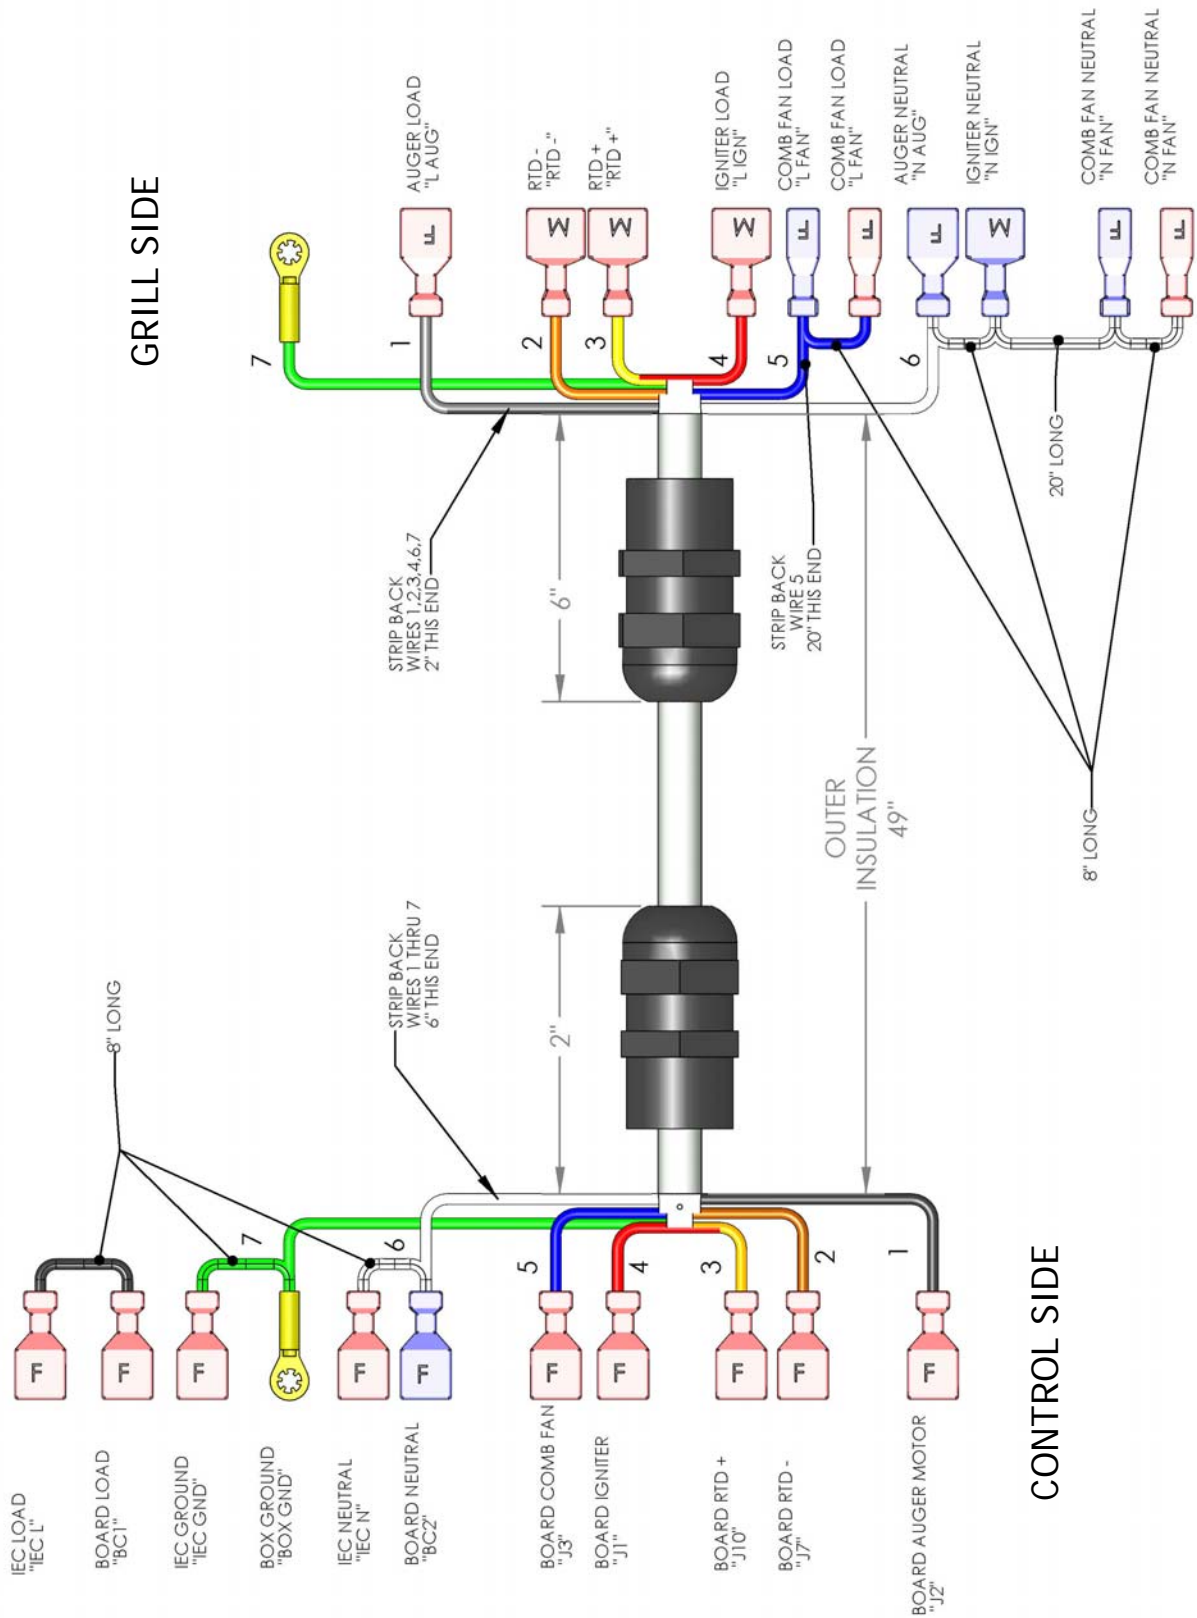 GRILL SIDE
AUGER LOAD
"L AUG"
RTD -
"RTD -"
RTD +
"RTD +"
IGNITER LOAD
"L IGN"
COMB FAN LOAD
"L FAN"
COMB FAN LOAD
"L FAN"
AUGER NEUTRAL
"N AUG"
IGNITER NEUTRAL
"N IGN"
COMB FAN NEUTRAL
"N FAN"
COMB FAN NEUTRAL
"N FAN"
F
M
M
M
F
F
F
M
F
F
7
1
2
3
4
5
6
20" LONG
STRIP BACK
WIRES 1,2,3,4,6,7
2" THIS END
6"
STRIP BACK
WIRE 5
20" THIS END
OUTER
INSULATION
49"
8" LONG
8" LONG
STRIP BACK
WIRES 1 THRU 7
6" THIS END
2"
7
6
5
4
3
2
1
F
F
F
F
F
F
F
F
F
F
IEC LOAD
"IEC L"
BOARD LOAD
"BC1"
IEC GROUND
"IEC GND"
BOX GROUND
"BOX GND"
IEC NEUTRAL
"IEC N"
BOARD NEUTRAL
"BC2"
BOARD COMB FAN
"J3"
BOARD IGNITER
"J1"
BOARD RTD +
"J10"
BOARD RTD -
"J7"
BOARD AUGER MOTOR
"J2"
CONTROL SIDE